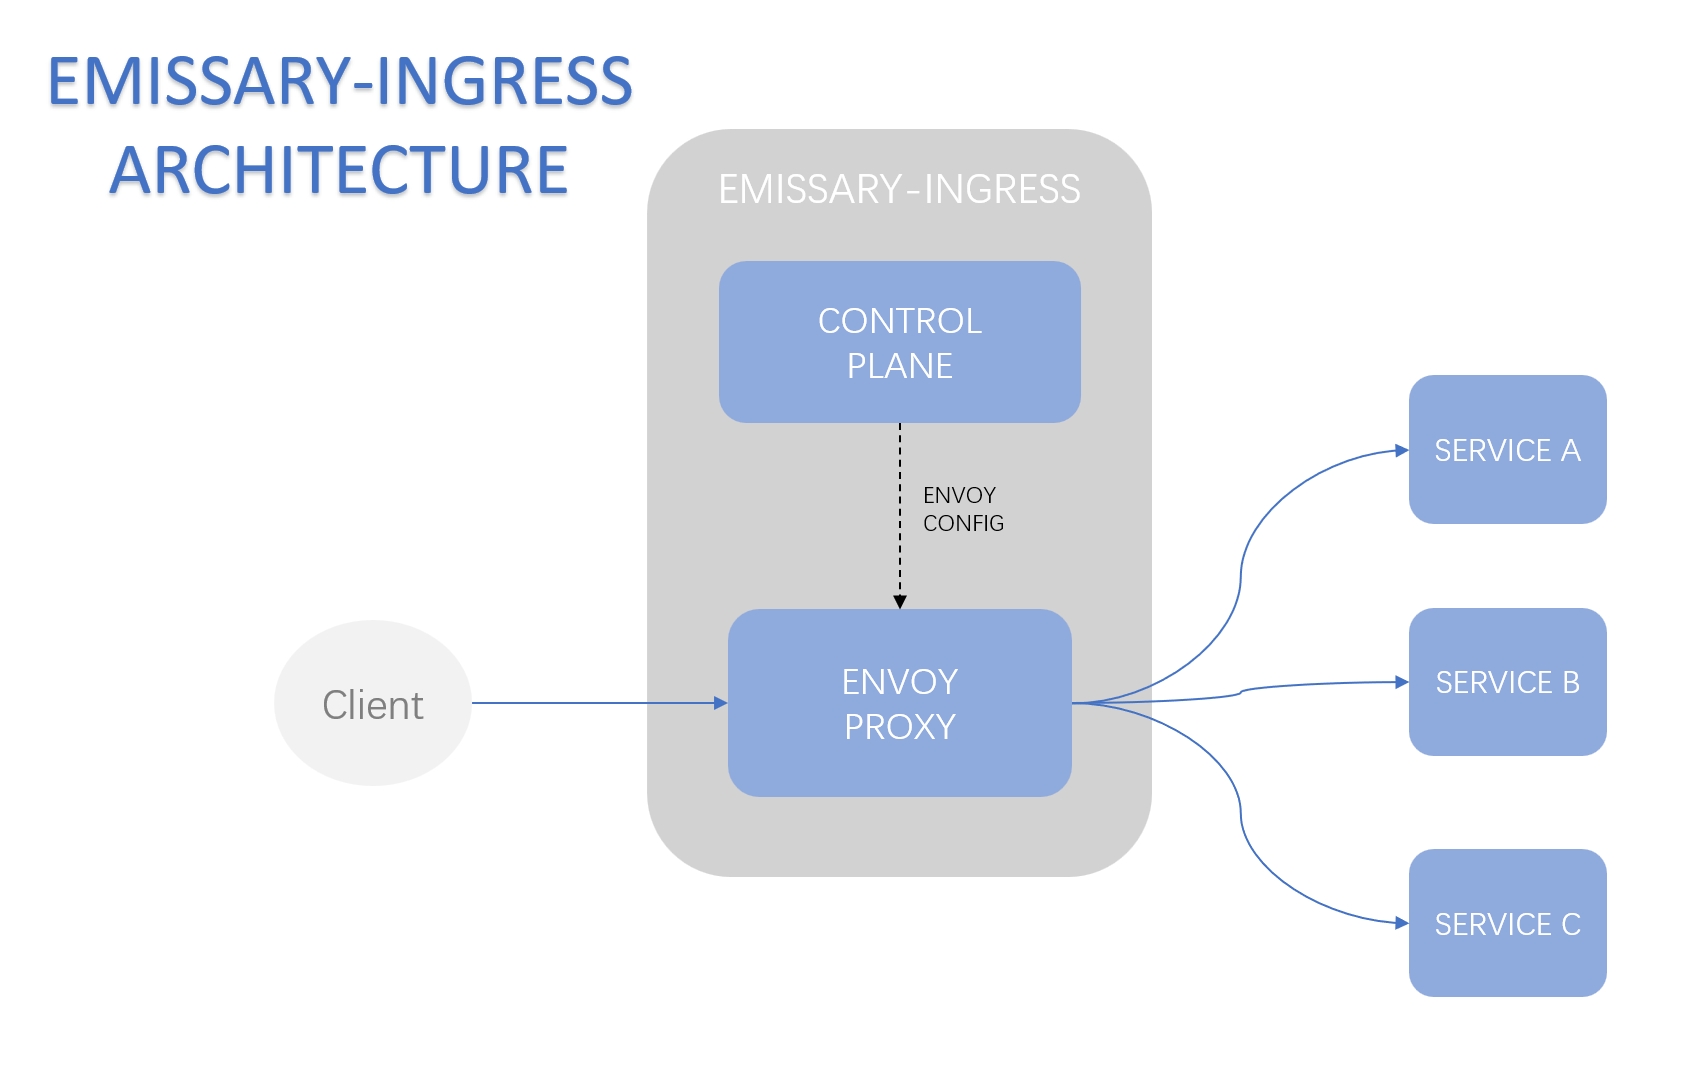 EMISSARY-INGRESS
ARCHITECTURE
EMISSARY-INGRESS
CONTROL
PLANE
ENVOY
CONFIG
Client
ENVOY
PROXY
SERVICE A
SERVICE B
SERVICE C